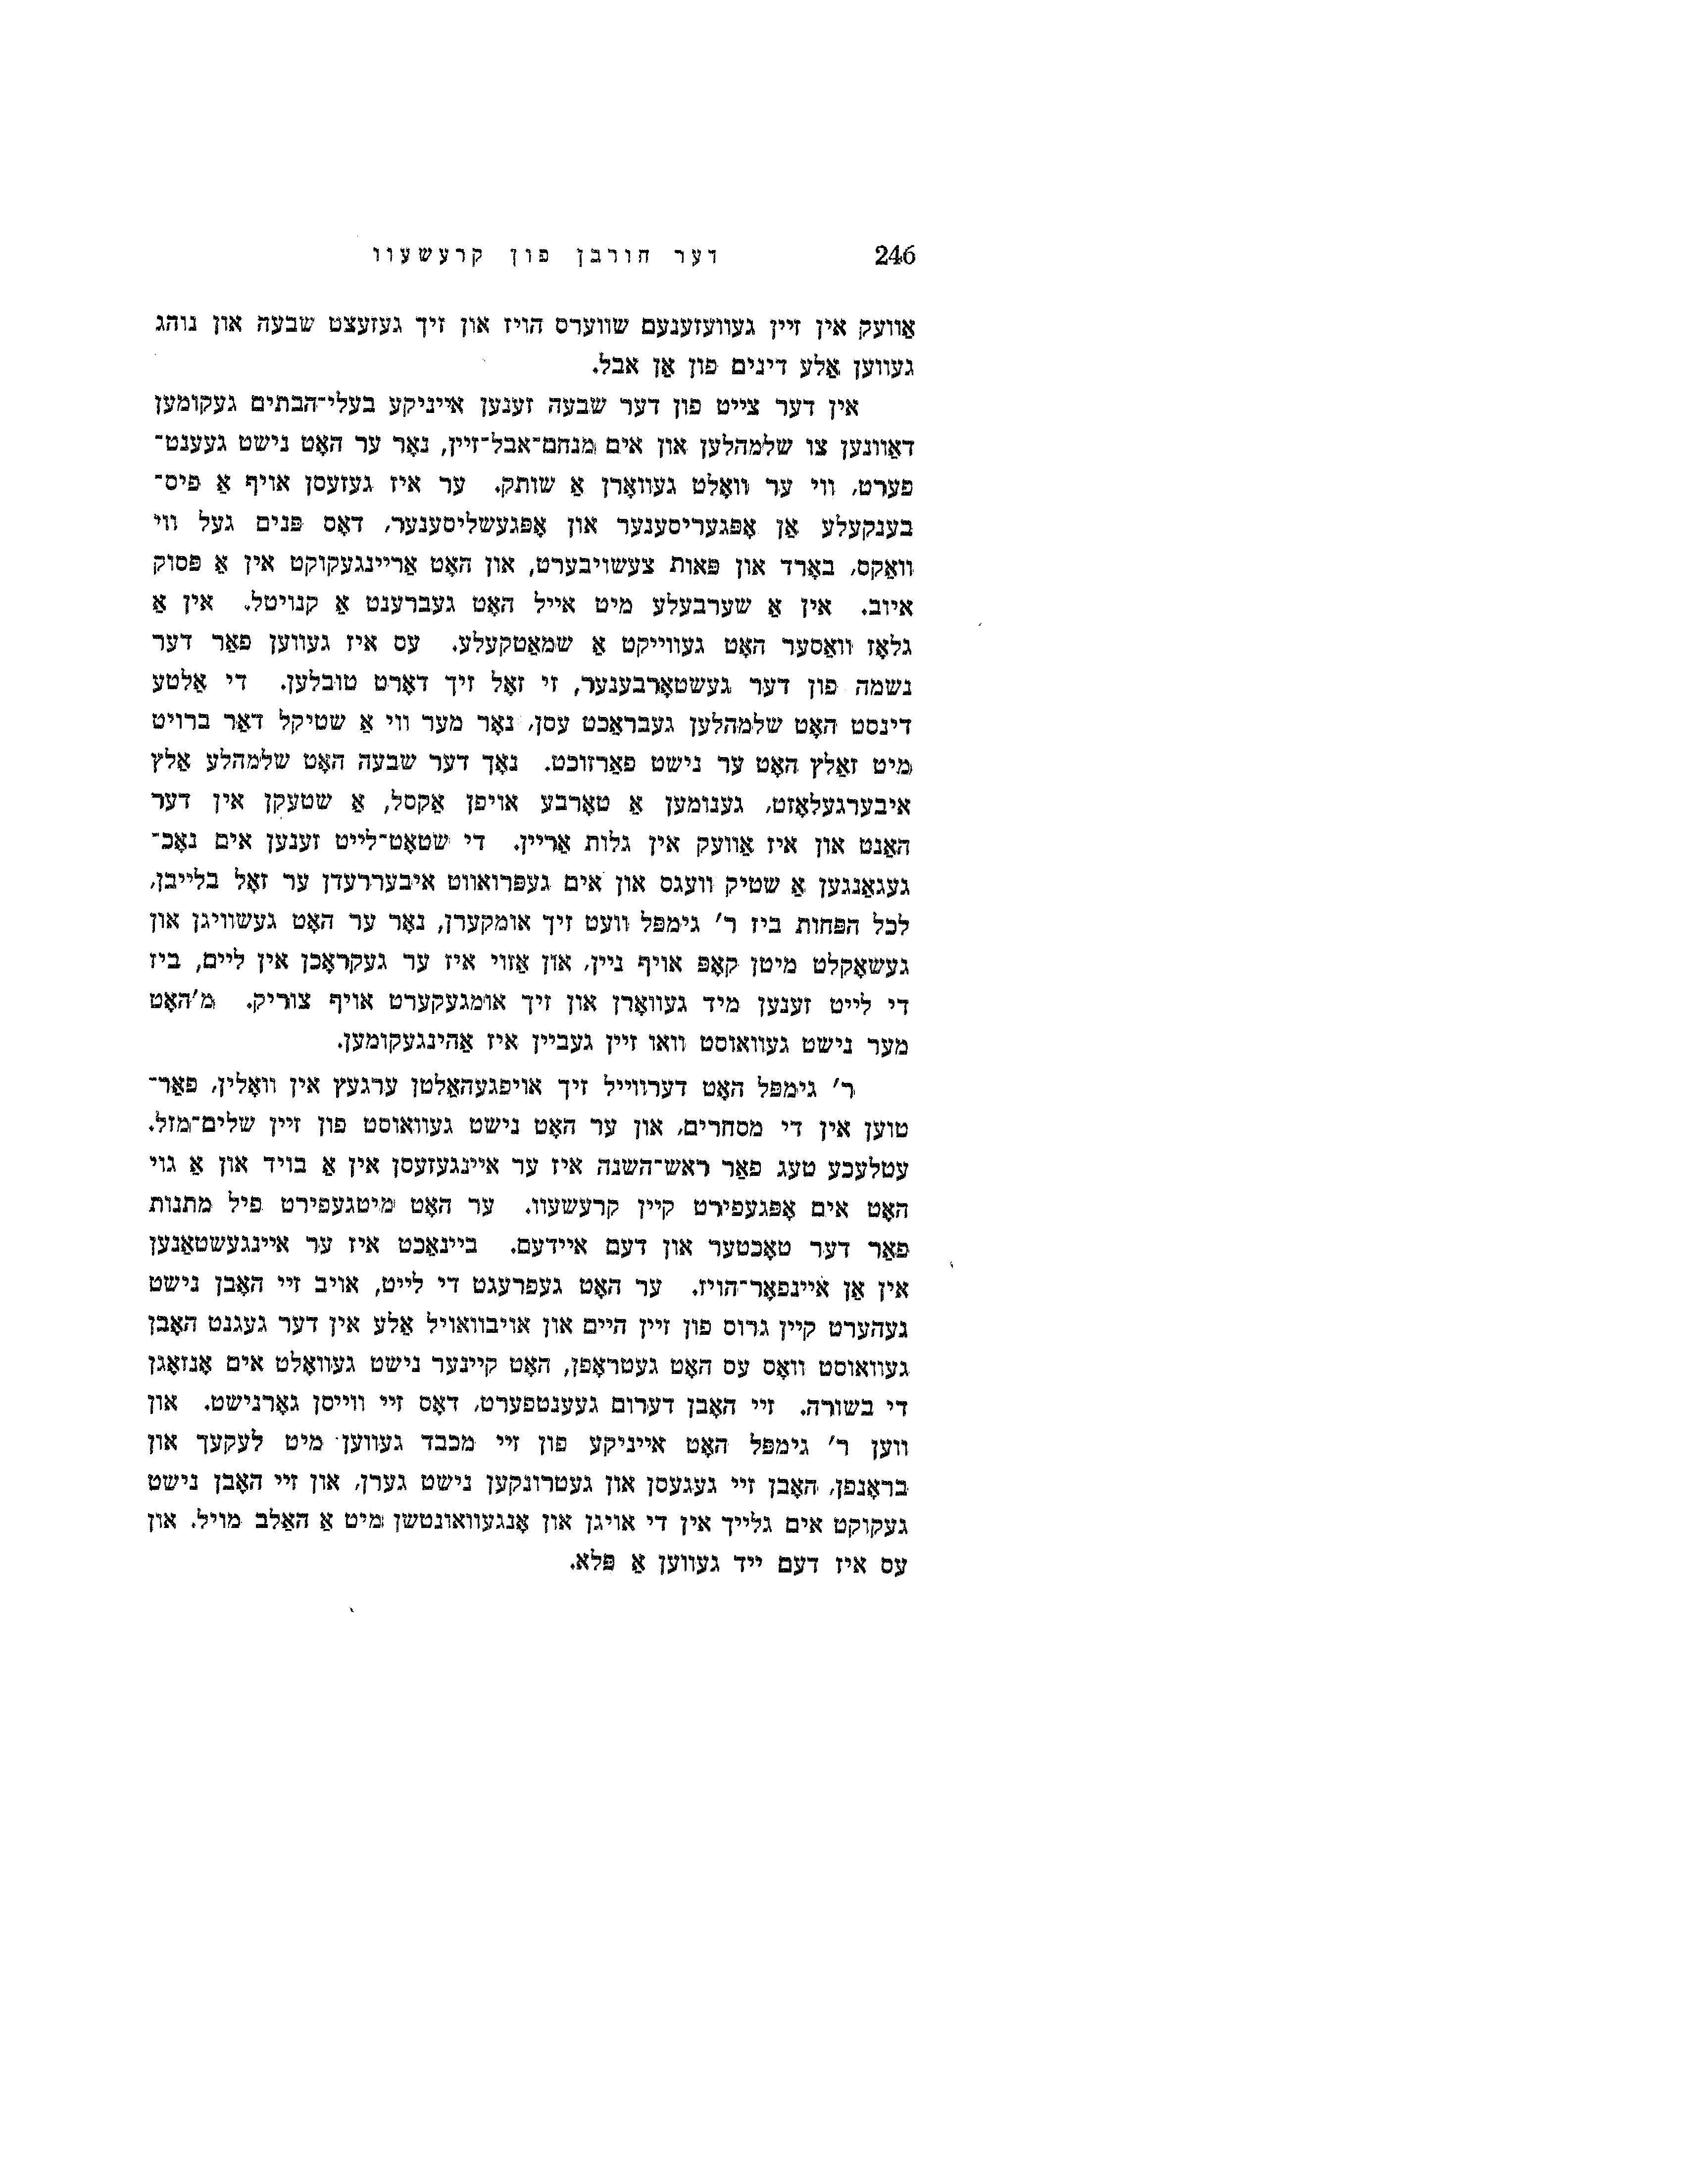 246 דער חורבן פון קרעשעוו
אַוועק אין זיין געוועזענעם שווערס הויז און זיך געזעצט שבעה און נוהג
געווען אַלע דינים פון אַן אבל.
אין דער צייט פון דער שבעה זענען אייניקע בעלי־הבתים געקומען
דאַוונען צו שלמהלען און אים מנחם־אבל־זיין, נאָר ער האָט נישט געענט־
פערט, ווי ער וואָלט געוואָרן אַ שותק. ער איז געזעסן אויף אַ פיס־
בענקעלע אַן אָפּגעריסענער און אָפּגעשליסענער, דאָס פּנים געל ווי
וואַקס, באָרד און פּאות צעשויבערט, און האָט אַריינגעקוקט אין אַ פּסוק
איוב. אין אַ שערבעלע מיט אייל האָט געברענט אַ קנויטל. אין אַ
גלאָז וואַסער האָט געווייקט אַ שמאַטקעלע. עס איז געווען פאַר דער
נשמה פון דער געשטאָרבענער, זי זאָל זיך דאָרט טובלען. די אַלטע
דינסט האָט שלמהלען געבראַכט עסן, נאָר מער ווי אַ שטיקל דאַר ברויט
מיט זאַלץ האָט ער נישט פאַרזוכט. נאָך דער שבעה האָט שלמהלע אַלץ
איבערגעלאָזט, גענומען אַ טאָרבע אויפן אַקסל, אַ שטעקן אין דער
האַנט און איז אַוועק אין גלות אַריין. די שטאָט־לייט זענען אים נאָכ־
געגאַנגען אַ שטיק וועגס און אים געפּרואווט איבעררעדן ער זאָל בלייבן,
לכל הפּחות ביז ר' גימפּל וועט זיך אומקערן, נאָר ער האָט געשוויגן און
געשאָקלט מיטן קאָפּ אויף ניין, און אַזוי איז ער געקראָכן אין ליים, ביז
די לייט זענען מיד געוואָרן און זיך אומגעקערט אויף צוריק. מ'האָט
מער נישט געוואוסט וואו זיין געביין איז אַהינגעקומען.
ר' גימפּל האָט דערווייל זיך אויפגעהאַלטן ערגעץ אין וואָלין, פאַר־
טוען אין די מסחרים, און ער האָט נישט געוואוסט פון זיין שלים־מזל.
עטלעכע טעג פאַר ראש־השנה איז ער איינגעזעסן אין אַ בויד און אַ גוי
האָט אים אָפּגעפירט קיין קרעשעוו. ער האָט מיטגעפירט פיל מתנות
פאַר דער טאָכטער און דעם איידעם. ביינאַכט איז ער איינגעשטאַנען
אין אַן איינפאָר־הויז. ער האָט געפרעגט די לייט, אויב זיי האָבן נישט
געהערט קיין גרוס פון זיין היים און אויבוואויל אַלע אין דער געגנט האָבן
געוואוסט וואָס עס האָט געטראָפן, האָט קיינער נישט געוואָלט אים אָנזאָגן
די בשורה. זיי האָבן דערום געענטפערט, דאָס זיי ווייסן גאָרנישט. און
ווען ר' גימפּל האָט אייניקע פון זיי מכבד געווען מיט לעקעך און
בראָנפן, האָבן זיי געגעסן און געטרונקען נישט גערן, און זיי האָבן נישט
געקוקט אים גלייך אין די אויגן און אָנגעוואונטשן מיט אַ האַלב מויל. און
עס איז דעם ייד געווען אַ פּלא.